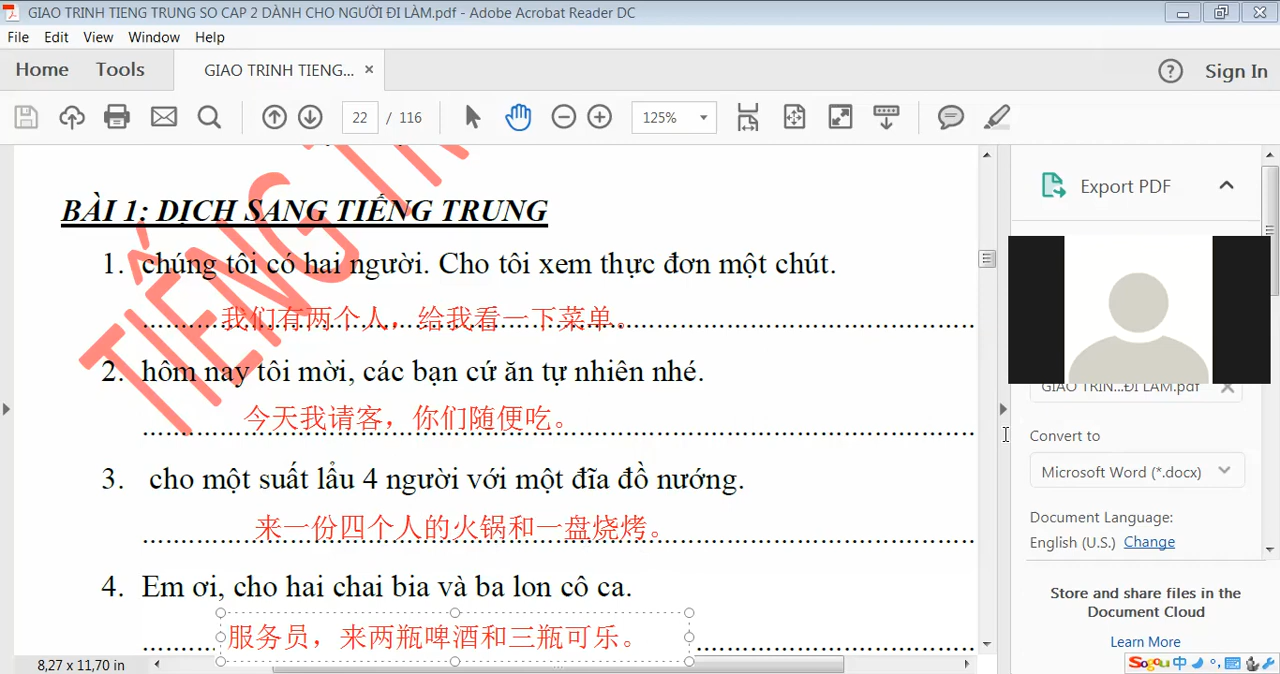 GIAO TRINH TIENG TRUNG SO CAP 2 DÀNH CHO NGƯỜI ĐI LÀM.pdf - Adobe Acrobat Reader DC
File Edit View Window Help
Home Tools GIAO TRINH TIENG... × ? Sign In
22 / 116 125%
TIẾNG TR
BÀI 1: DỊCH SANG TIẾNG TRUNG
1. chúng tôi có hai người. Cho tôi xem thực đơn một chút.
我们有两个人，给我看一下菜单。
2. hôm nay tôi mời, các bạn cứ ăn tự nhiên nhé.
今天我请客，你们随便吃。
3. cho một suất lẩu 4 người với một đĩa đồ nướng.
来一份四个人的火锅和一盘烧烤。
4. Em ơi, cho hai chai bia và ba lon cô ca.
服务员，来两瓶啤酒和三瓶可乐。
8,27 x 11,70 in
Export PDF
GIAO TRIN...ĐI LÀM.pdf
Convert to
Microsoft Word (*.docx)
Document Language:
English (U.S.) Change
Store and share files in the
Document Cloud
Learn More
Sogou 中